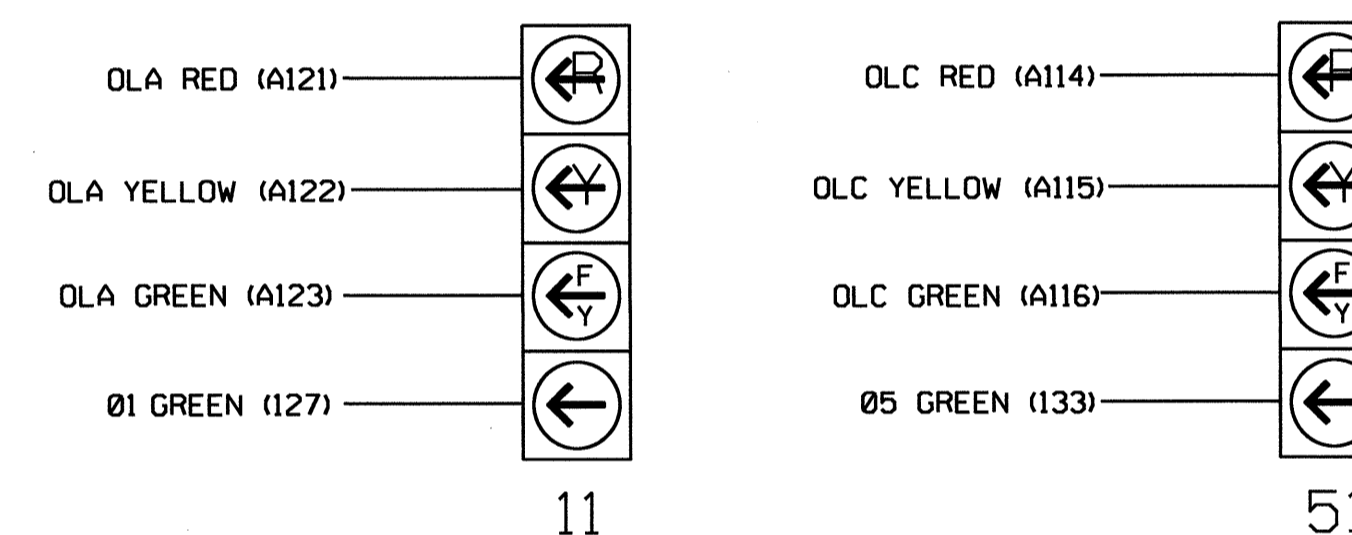 OLA RED (A121)
R
OLA YELLOW (A122)
Y
OLA GREEN (A123)
F
Y
Ø1 GREEN (127)
11
OLC RED (A114)
OLC YELLOW (A115)
Y
OLC GREEN (A116)
F
Y
Ø5 GREEN (133)